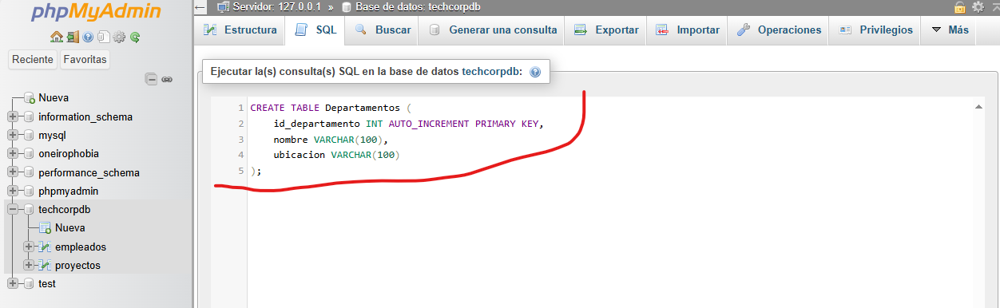 phpMyAdmin
Reciente Favoritas
Nueva
information_schema
mysql
oneirophobia
performance_schema
phpmyadmin
techcorpdb
Nueva
empleados
proyectos
test
Servidor: 127.0.0.1 » Base de datos: techcorpdb
Estructura SQL Buscar Generar una consulta Exportar Importar Operaciones Privilegios Más
Ejecutar la(s) consulta(s) SQL en la base de datos techcorpdb:
1 CREATE TABLE Departamentos (
2 id_departamento INT AUTO_INCREMENT PRIMARY KEY,
3 nombre VARCHAR(100),
4 ubicacion VARCHAR(100)
5 );